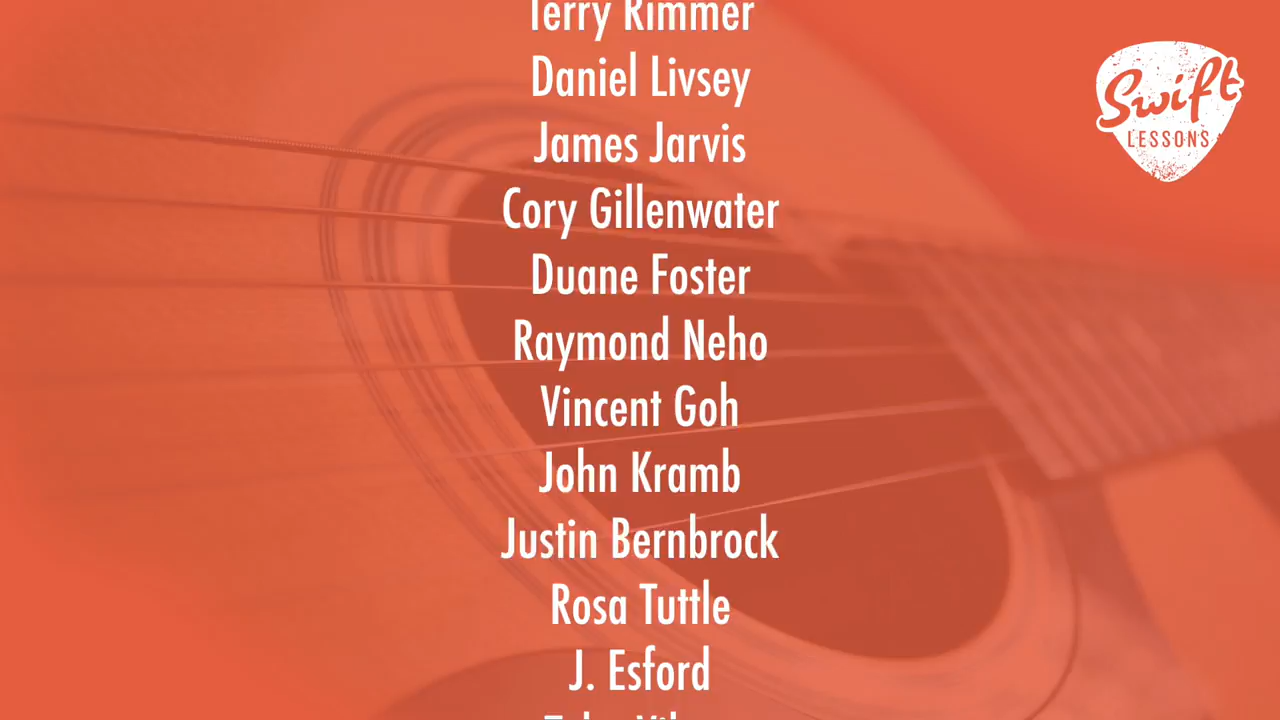 Terry Rimmer
Daniel Livsey
James Jarvis
Cory Gillenwater
Duane Foster
Raymond Neho
Vincent Goh
John Kramb
Justin Bernbrock
Rosa Tuttle
J. Esford
Swift
LESSONS